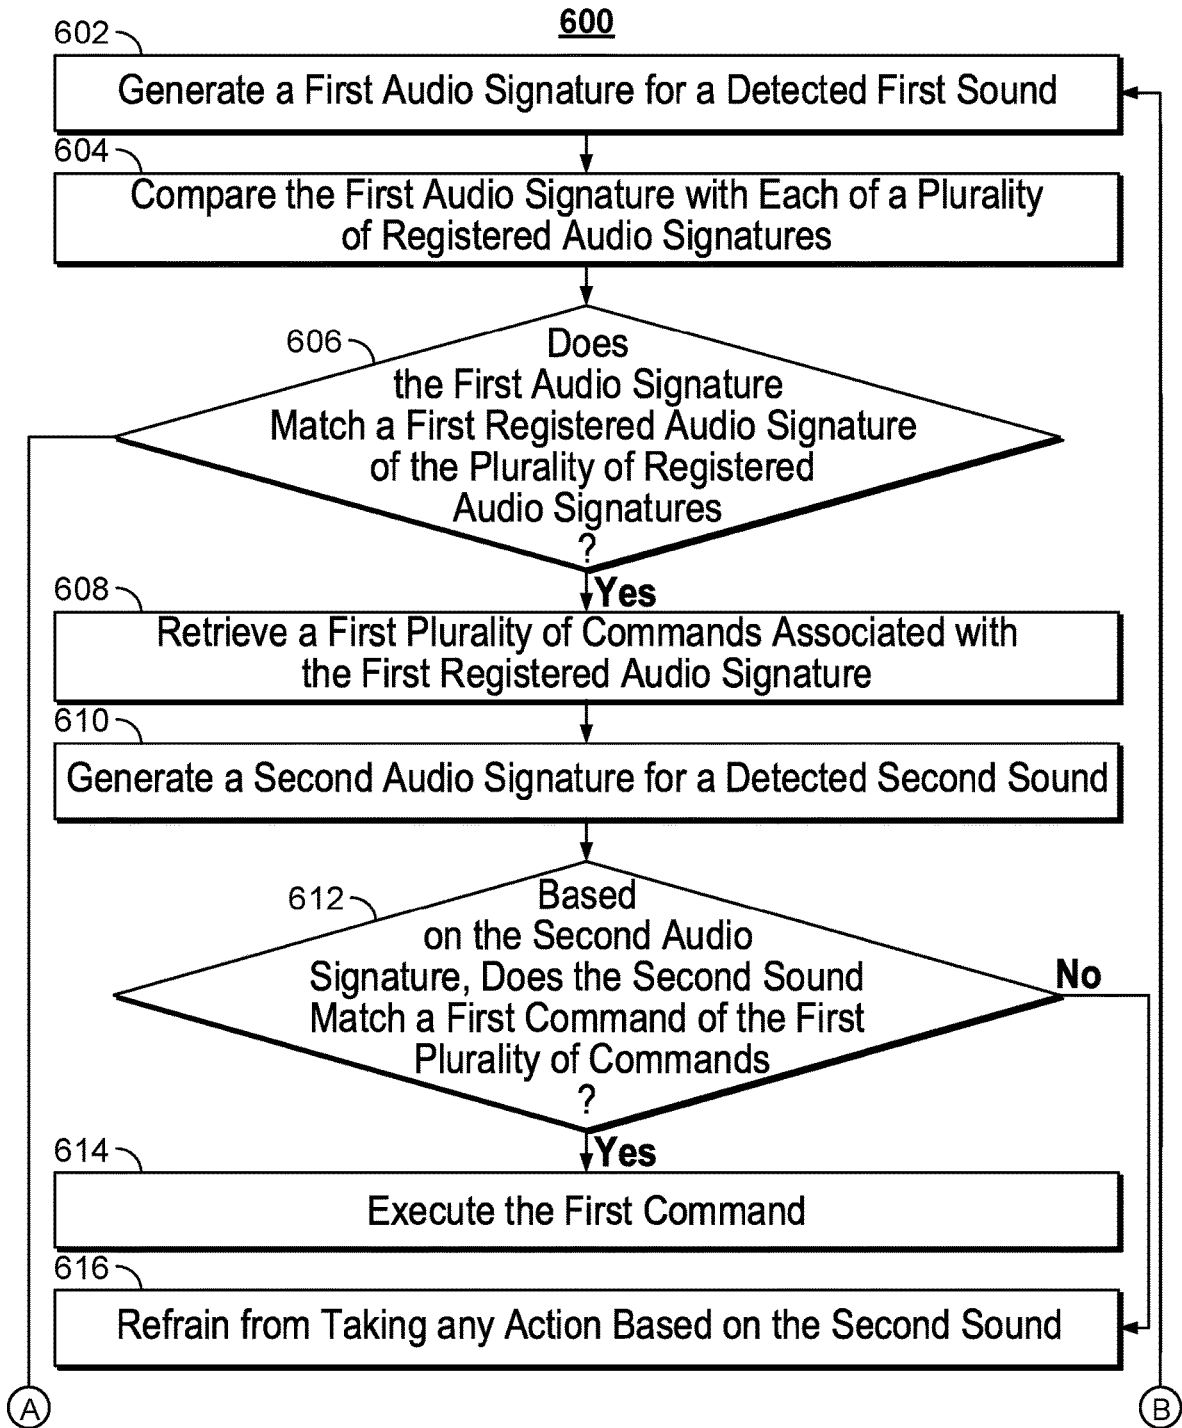 600
602
Generate a First Audio Signature for a Detected First Sound
604
Compare the First Audio Signature with Each of a Plurality
of Registered Audio Signatures
606
Does
the First Audio Signature
Match a First Registered Audio Signature
of the Plurality of Registered
Audio Signatures
?
Yes
608
Retrieve a First Plurality of Commands Associated with
the First Registered Audio Signature
610
Generate a Second Audio Signature for a Detected Second Sound
612
Based
on the Second Audio
Signature, Does the Second Sound
Match a First Command of the First
Plurality of Commands
?
No
Yes
614
Execute the First Command
616
Refrain from Taking any Action Based on the Second Sound
A
B